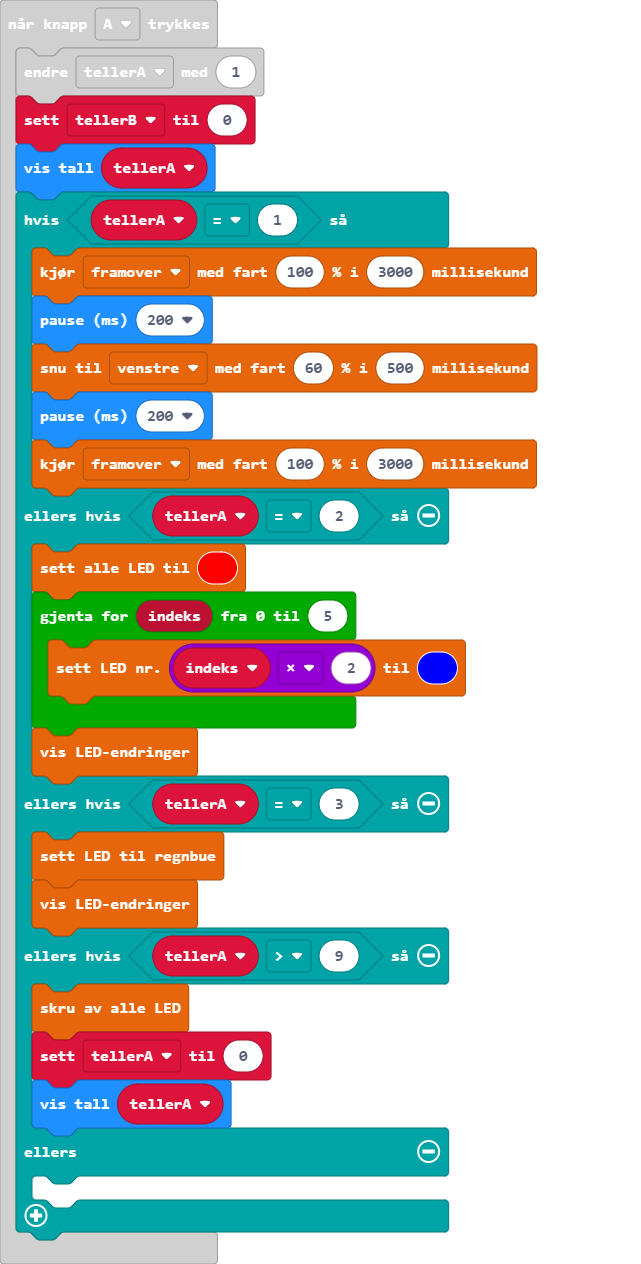 når knapp A trykkes
endre tellerA med 1
sett tellerB til 0
vis tall tellerA
hvis tellerA = 1 så
kjør framover med fart 100 % i 3000 millisekund
pause (ms) 200
snu til venstre med fart 60 % i 500 millisekund
pause (ms) 200
kjør framover med fart 100 % i 3000 millisekund
ellers hvis tellerA = 2 så
sett alle LED til
gjenta for indeks fra 0 til 5
sett LED nr. indeks × 2 til
vis LED-endringer
ellers hvis tellerA = 3 så
sett LED til regnbue
vis LED-endringer
ellers hvis tellerA > 9 så
skru av alle LED
sett tellerA til 0
vis tall tellerA
ellers